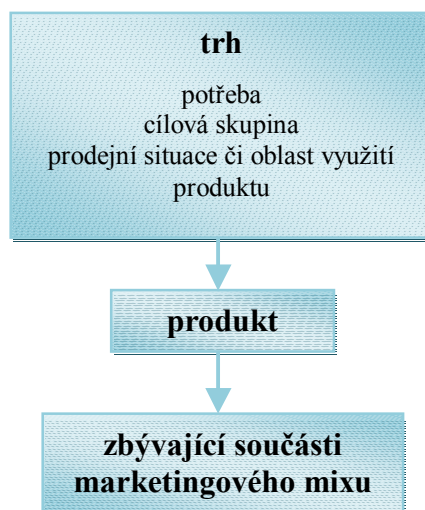 trh
potřeba
cílová skupina
prodejní situace či oblast využití
produktu
produkt
zbývající součásti
marketingového mixu